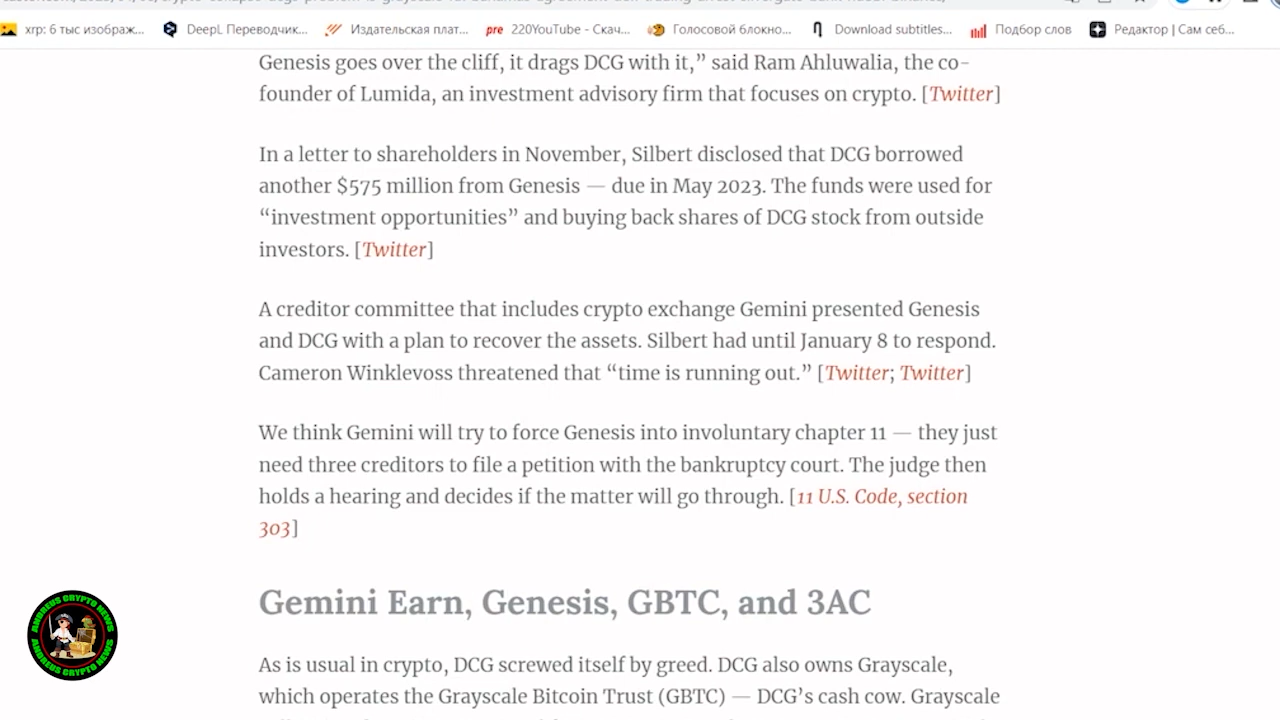 xrp: 6 тыс изображ...
DeepL Переводчик...
Издательская плат...
pre 220YouTube - Скач...
Голосовой блокно...
Download subtitles...
Подбор слов
Редактор | Сам себ...
Genesis goes over the cliff, it drags DCG with it,” said Ram Ahluwalia, the co-
founder of Lumida, an investment advisory firm that focuses on crypto. [Twitter]
In a letter to shareholders in November, Silbert disclosed that DCG borrowed
another $575 million from Genesis — due in May 2023. The funds were used for
“investment opportunities” and buying back shares of DCG stock from outside
investors. [Twitter]
A creditor committee that includes crypto exchange Gemini presented Genesis
and DCG with a plan to recover the assets. Silbert had until January 8 to respond.
Cameron Winklevoss threatened that “time is running out.” [Twitter; Twitter]
We think Gemini will try to force Genesis into involuntary chapter 11 — they just
need three creditors to file a petition with the bankruptcy court. The judge then
holds a hearing and decides if the matter will go through. [11 U.S. Code, section
303]
Gemini Earn, Genesis, GBTC, and 3AC
ANDREUS CRYPTO NEWS
ANDREUS CRYPTO NEWS
As is usual in crypto, DCG screwed itself by greed. DCG also owns Grayscale,
which operates the Grayscale Bitcoin Trust (GBTC) — DCG’s cash cow. Grayscale